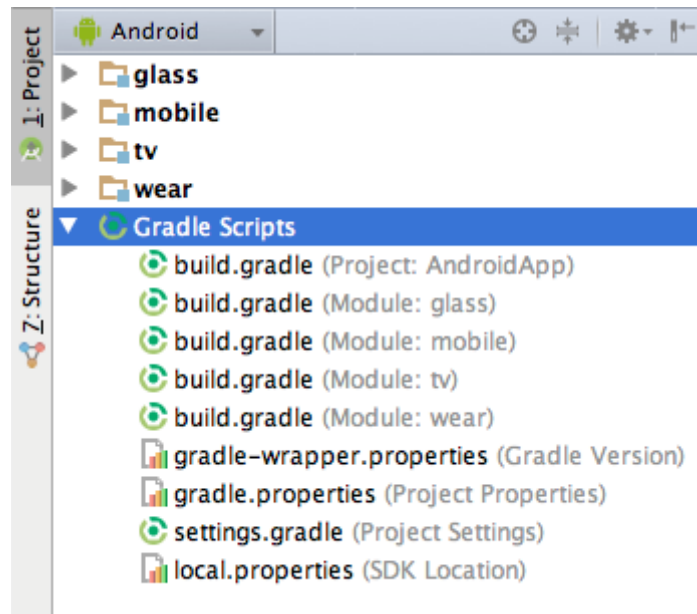 Android
1: Project
Z: Structure
glass
mobile
tv
wear
Gradle Scripts
build.gradle (Project: AndroidApp)
build.gradle (Module: glass)
build.gradle (Module: mobile)
build.gradle (Module: tv)
build.gradle (Module: wear)
gradle-wrapper.properties (Gradle Version)
gradle.properties (Project Properties)
settings.gradle (Project Settings)
local.properties (SDK Location)